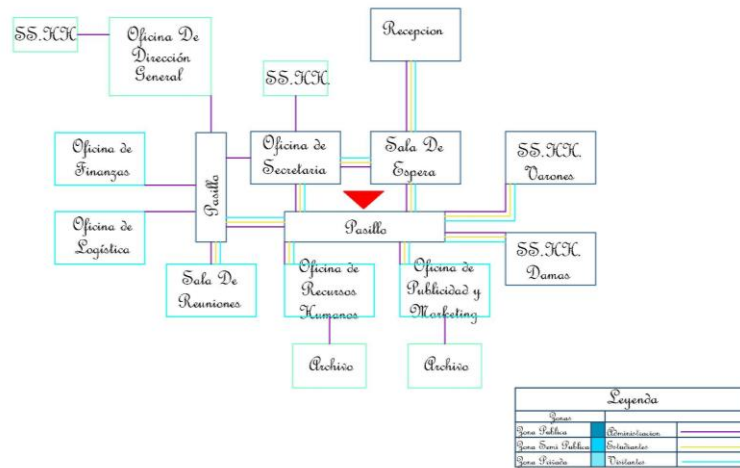 SS.HH
Oficina De
Dirección
General
Recepcion
SS.HH.
Oficina de
Finanzas
Pasillo
Oficina de
Secretaria
Sala De
Espera
SS.HH.
Varones
Oficina de
Logística
Pasillo
Sala De
Reuniones
Oficina de
Recursos
Humanos
Oficina de
Publicidad y
Marketing
SS.HH.
Damas
Archivo
Archivo
Leyenda
Zonas
Zona Publica
Administracion
Zona Semi Publica
Estudiantes
Zona Privada
Visitantes